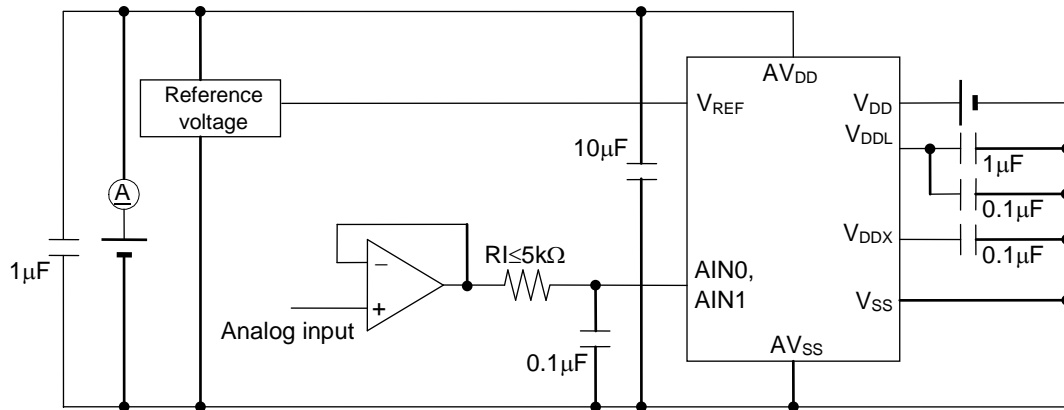 AVDD
Reference
voltage
VREF
VDD
VDDL
10μF
1μF
A
0.1μF
VDDX
0.1μF
1μF
−
RI≤5kΩ
AIN0,
AIN1
+
VSS
Analog input
0.1μF
AVSS